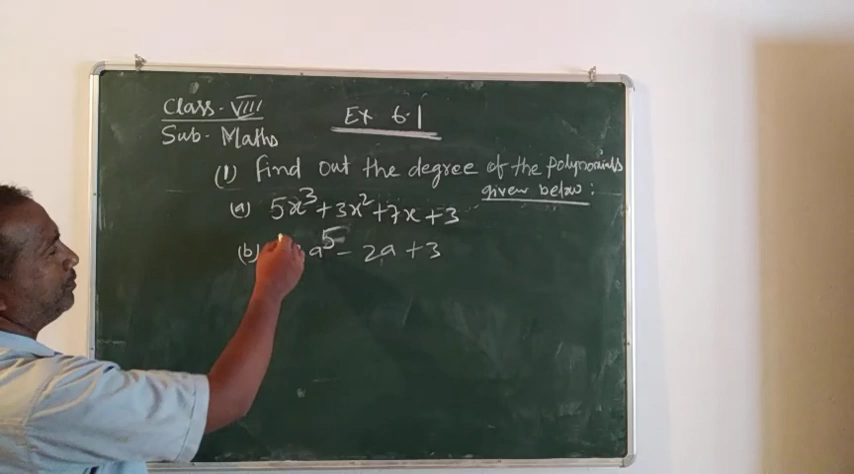 Class - VIII
Ex 6.1
Sub - Maths
(1) Find out the degree of the polynomials
given below :
(a) 5x³ + 3x² + 7x + 3
(b) a⁵ - 2a + 3